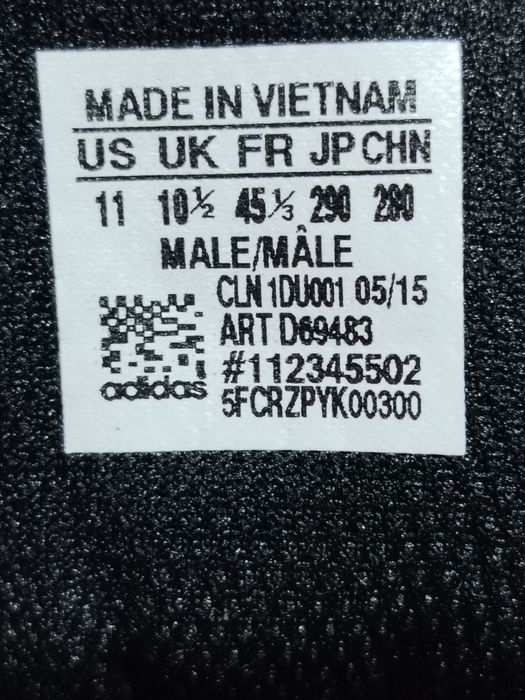 MADE IN VIETNAM
US UK FR JP CHN
11 10½ 45⅓ 290 280
MALE/MÂLE
CLN 1DU001 05/15
ART D69483
#112345502
adidas
5FCRZPYK00300